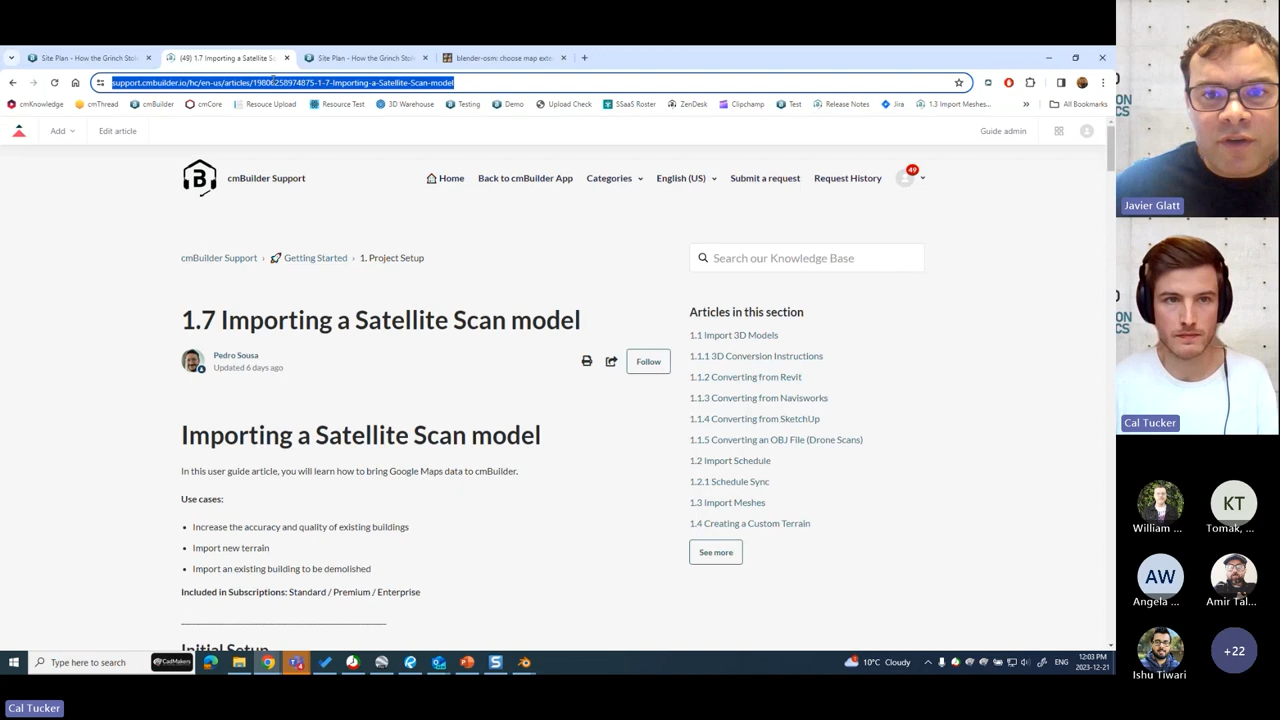 Site Plan - How the Grinch Stol
(49) 1.7 Importing a Satellite Sc
Site Plan - How the Grinch Stol
blender-osm: choose map exte
support.cmbuilder.io/hc/en-us/articles/19806258974875-1-7-Importing-a-Satellite-Scan-model
cmKnowledge
cmThread
cmBuilder
cmCore
Resource Upload
Resource Test
3D Warehouse
Testing
Demo
Upload Check
SSaaS Roster
ZenDesk
Clipchamp
Test
Release Notes
Jira
1.3 Import Meshes...
All Bookmarks
Add
Edit article
Guide admin
cmBuilder Support
Home
Back to cmBuilder App
Categories
English (US)
Submit a request
Request History
49
cmBuilder Support
Getting Started
1. Project Setup
Search our Knowledge Base
1.7 Importing a Satellite Scan model
Pedro Sousa
Updated 6 days ago
Follow
Articles in this section
1.1 Import 3D Models
1.1.1 3D Conversion Instructions
1.1.2 Converting from Revit
1.1.3 Converting from Navisworks
1.1.4 Converting from SketchUp
1.1.5 Converting an OBJ File (Drone Scans)
1.2 Import Schedule
1.2.1 Schedule Sync
1.3 Import Meshes
1.4 Creating a Custom Terrain
See more
Importing a Satellite Scan model
In this user guide article, you will learn how to bring Google Maps data to cmBuilder.
Use cases:
Increase the accuracy and quality of existing buildings
Import new terrain
Import an existing building to be demolished
Included in Subscriptions: Standard / Premium / Enterprise
Initial Setup
Type here to search
CadMakers
10°C Cloudy
ENG
12:03 PM
2023-12-21
Javier Glatt
Cal Tucker
William ...
KT
Tomak, ...
AW
Angela ...
Amir Tal...
Ishu Tiwari
+22
Cal Tucker